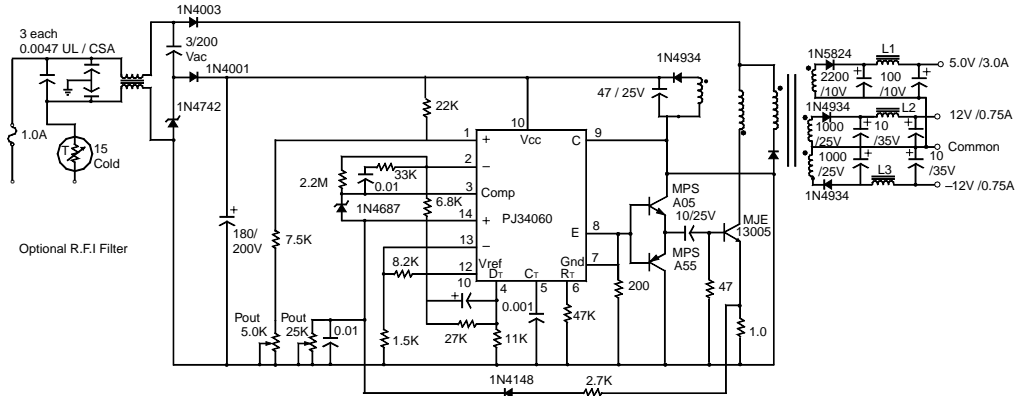 3 each
0.0047 UL / CSA
1N4003
3/200
Vac
1N4001
1N4742
1.0A
T
15
Cold
Optional R.F.I Filter
180/
200V
+
7.5K
22K
2.2M
33K
0.01
1N4687
6.8K
8.2K
1.5K
Pout
5.0K
Pout
25K
0.01
10
+
27K
11K
0.001
47K
1
2
3
14
13
12
4
5
6
7
8
9
10
+
–
Comp
+
–
Vref
DT
CT
RT
Gnd
E
C
Vcc
PJ34060
1N4934
47 / 25V
+
MPS
A05
10/25V
MPS
A55
MJE
13005
200
47
1.0
1N4148
2.7K
1N5824
L1
2200
/10V
+
100
/10V
+
5.0V /3.0A
1N4934
L2
1000
/25V
+
10
/35V
+
12V /0.75A
Common
1000
/25V
+
10
/35V
+
L3
1N4934
–12V /0.75A